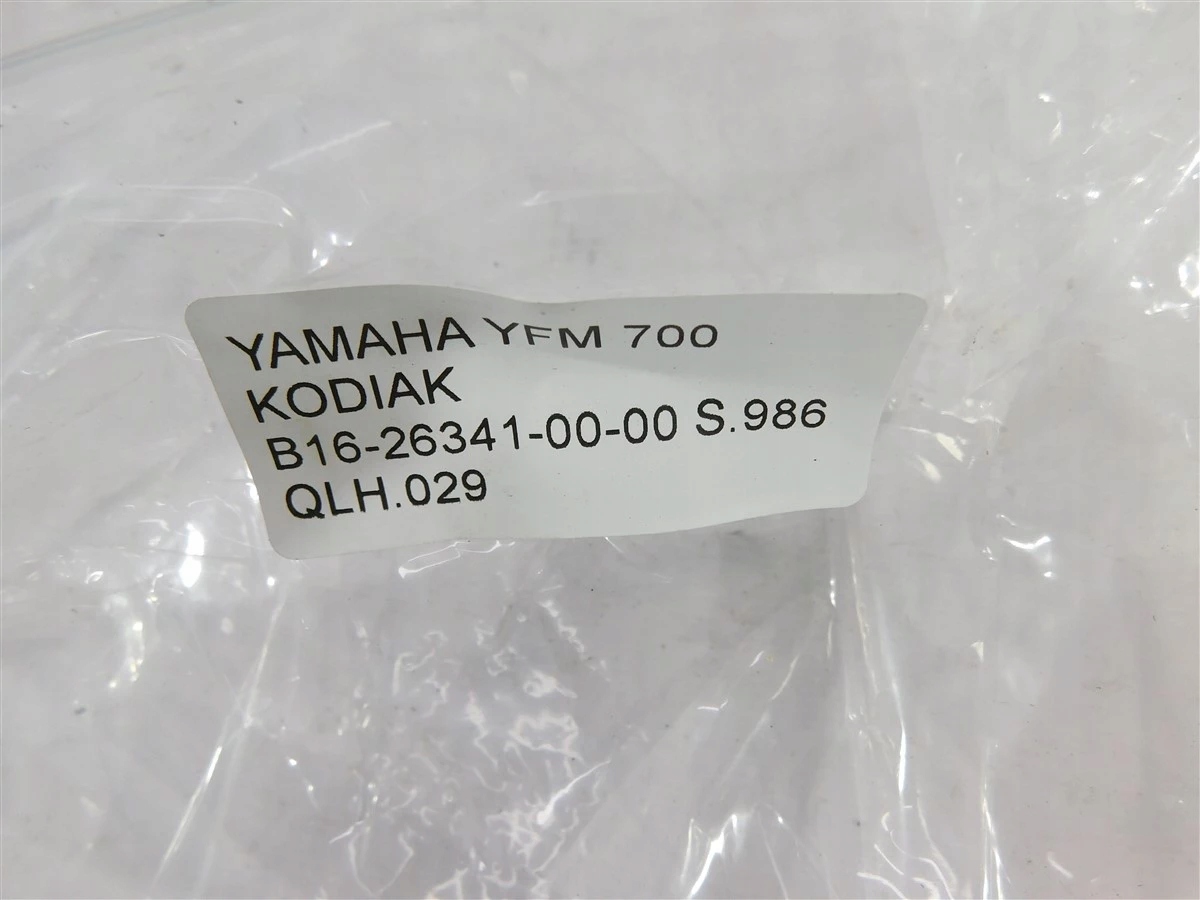 YAMAHA YFM 700
KODIAK
B16-26341-00-00 S.986
QLH.029